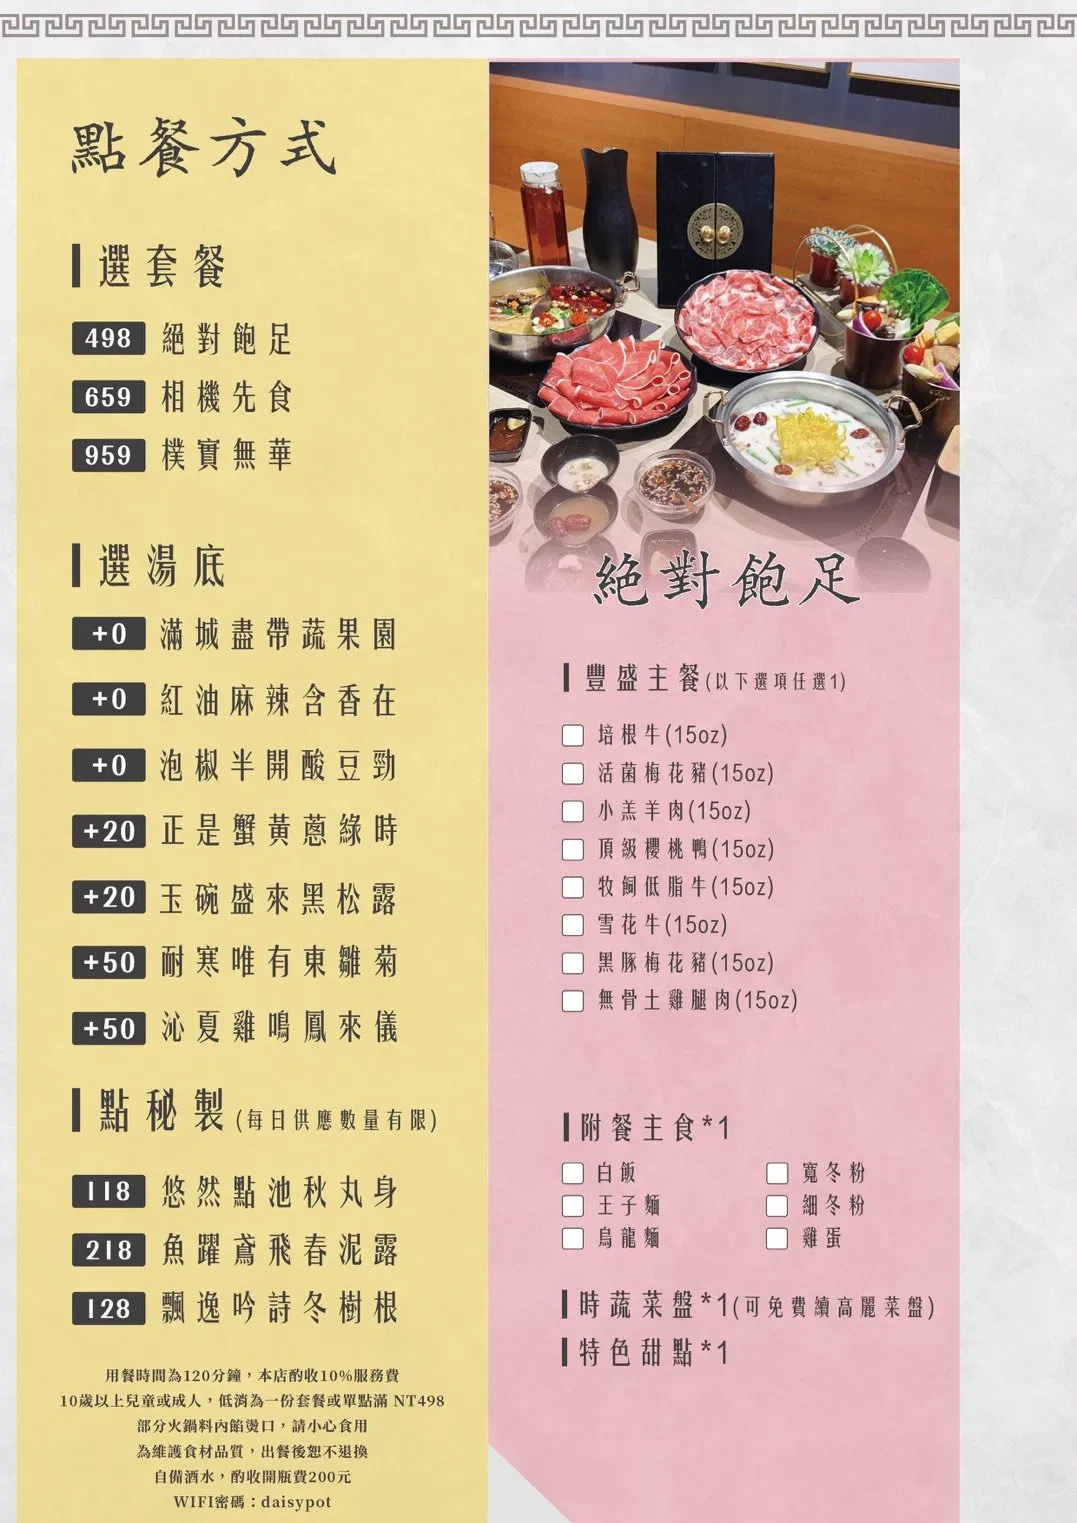 點餐方式
選套餐
498 絕對飽足
659 相機先食
959 樸實無華
選湯底
+0 滿城盡帶蔬果園
+0 紅油麻辣含香在
+0 泡椒半開酸豆勁
+20 正是蟹黃蔥綠時
+20 玉碗盛來黑松露
+50 耐寒唯有東雛菊
+50 沁夏雞鳴鳳來儀
點秘製(每日供應數量有限)
118 悠然點池秋丸身
218 魚躍鳶飛春泥露
128 飄逸吟詩冬樹根
用餐時間為120分鐘，本店酌收10%服務費
10歲以上兒童或成人，低消為一份套餐或單點滿 NT498
部分火鍋料內餡燙口，請小心食用
為維護食材品質，出餐後恕不退換
自備酒水，酌收開瓶費200元
WIFI密碼：daisypot
絕對飽足
豐盛主餐(以下選項任選1)
培根牛(15oz)
活菌梅花豬(15oz)
小羔羊肉(15oz)
頂級櫻桃鴨(15oz)
牧飼低脂牛(15oz)
雪花牛(15oz)
黑豚梅花豬(15oz)
無骨土雞腿肉(15oz)
附餐主食*1
白飯 寬冬粉
王子麵 細冬粉
烏龍麵 雞蛋
時蔬菜盤*1(可免費續高麗菜盤)
特色甜點*1